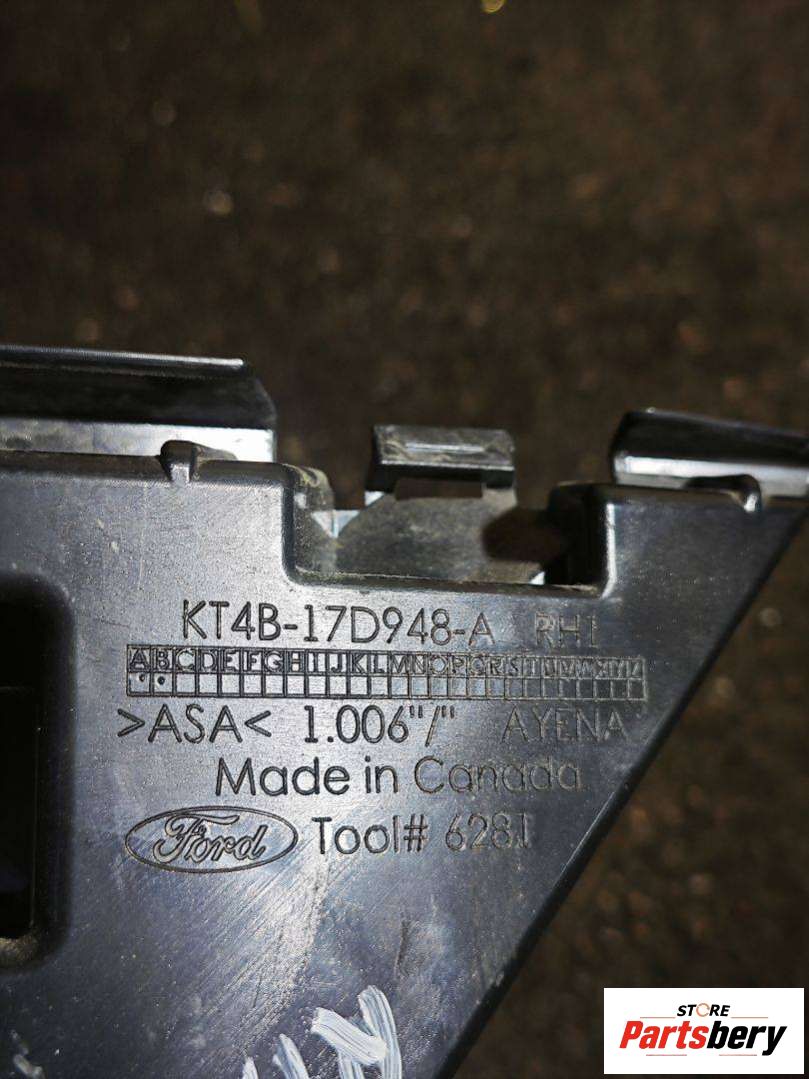 KT4B-17D948-A RH1
ABCDEFGHIJKLMNOPQRSTUVWXYZ
>ASA< 1.006"/" AYENA
Made in Canada
Ford Tool# 6281
STORE
Partsbery